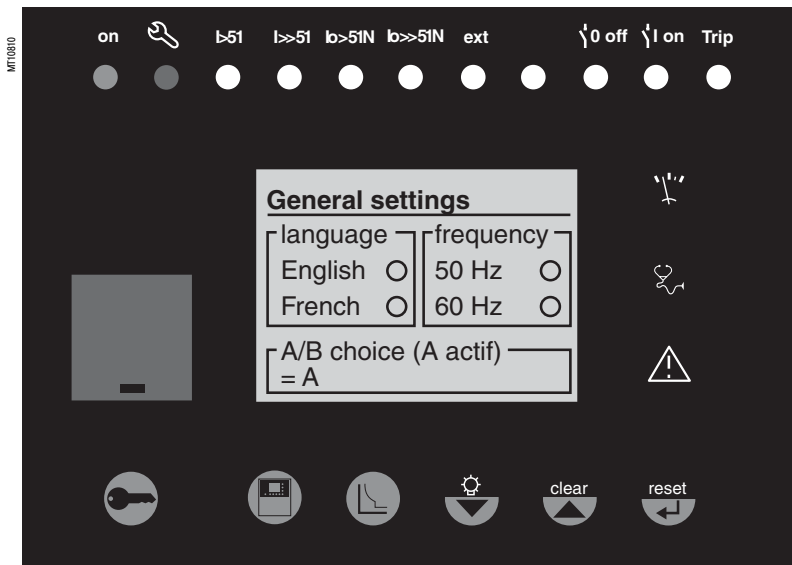 MT10810
on I>51 I>>51 Io>51N Io>>51N ext 0 off I on Trip
General settings
language frequency
English 50 Hz
French 60 Hz
A/B choice (A actif)
= A
clear reset